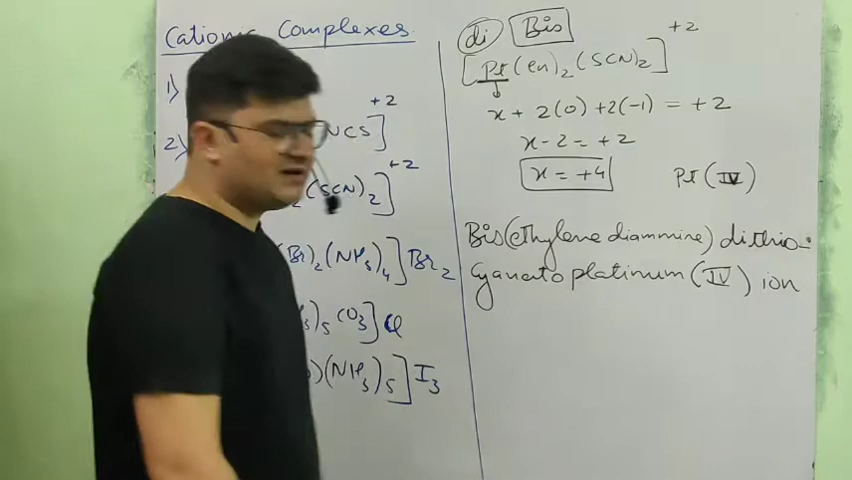 Cationic Complexes
1)
2)
NCS]+2
(SCN)2]+2
(Br)2(NH3)4]Br2
)5 CO3]Cl
)(NH3)5]I3
di Bis
[Pt(en)2(SCN)2]+2
x + 2(0) + 2(-1) = +2
x - 2 = +2
x = +4 Pt(IV)
Bis(ethylene diammine) dithio-
Cyanato platinum (IV) ion